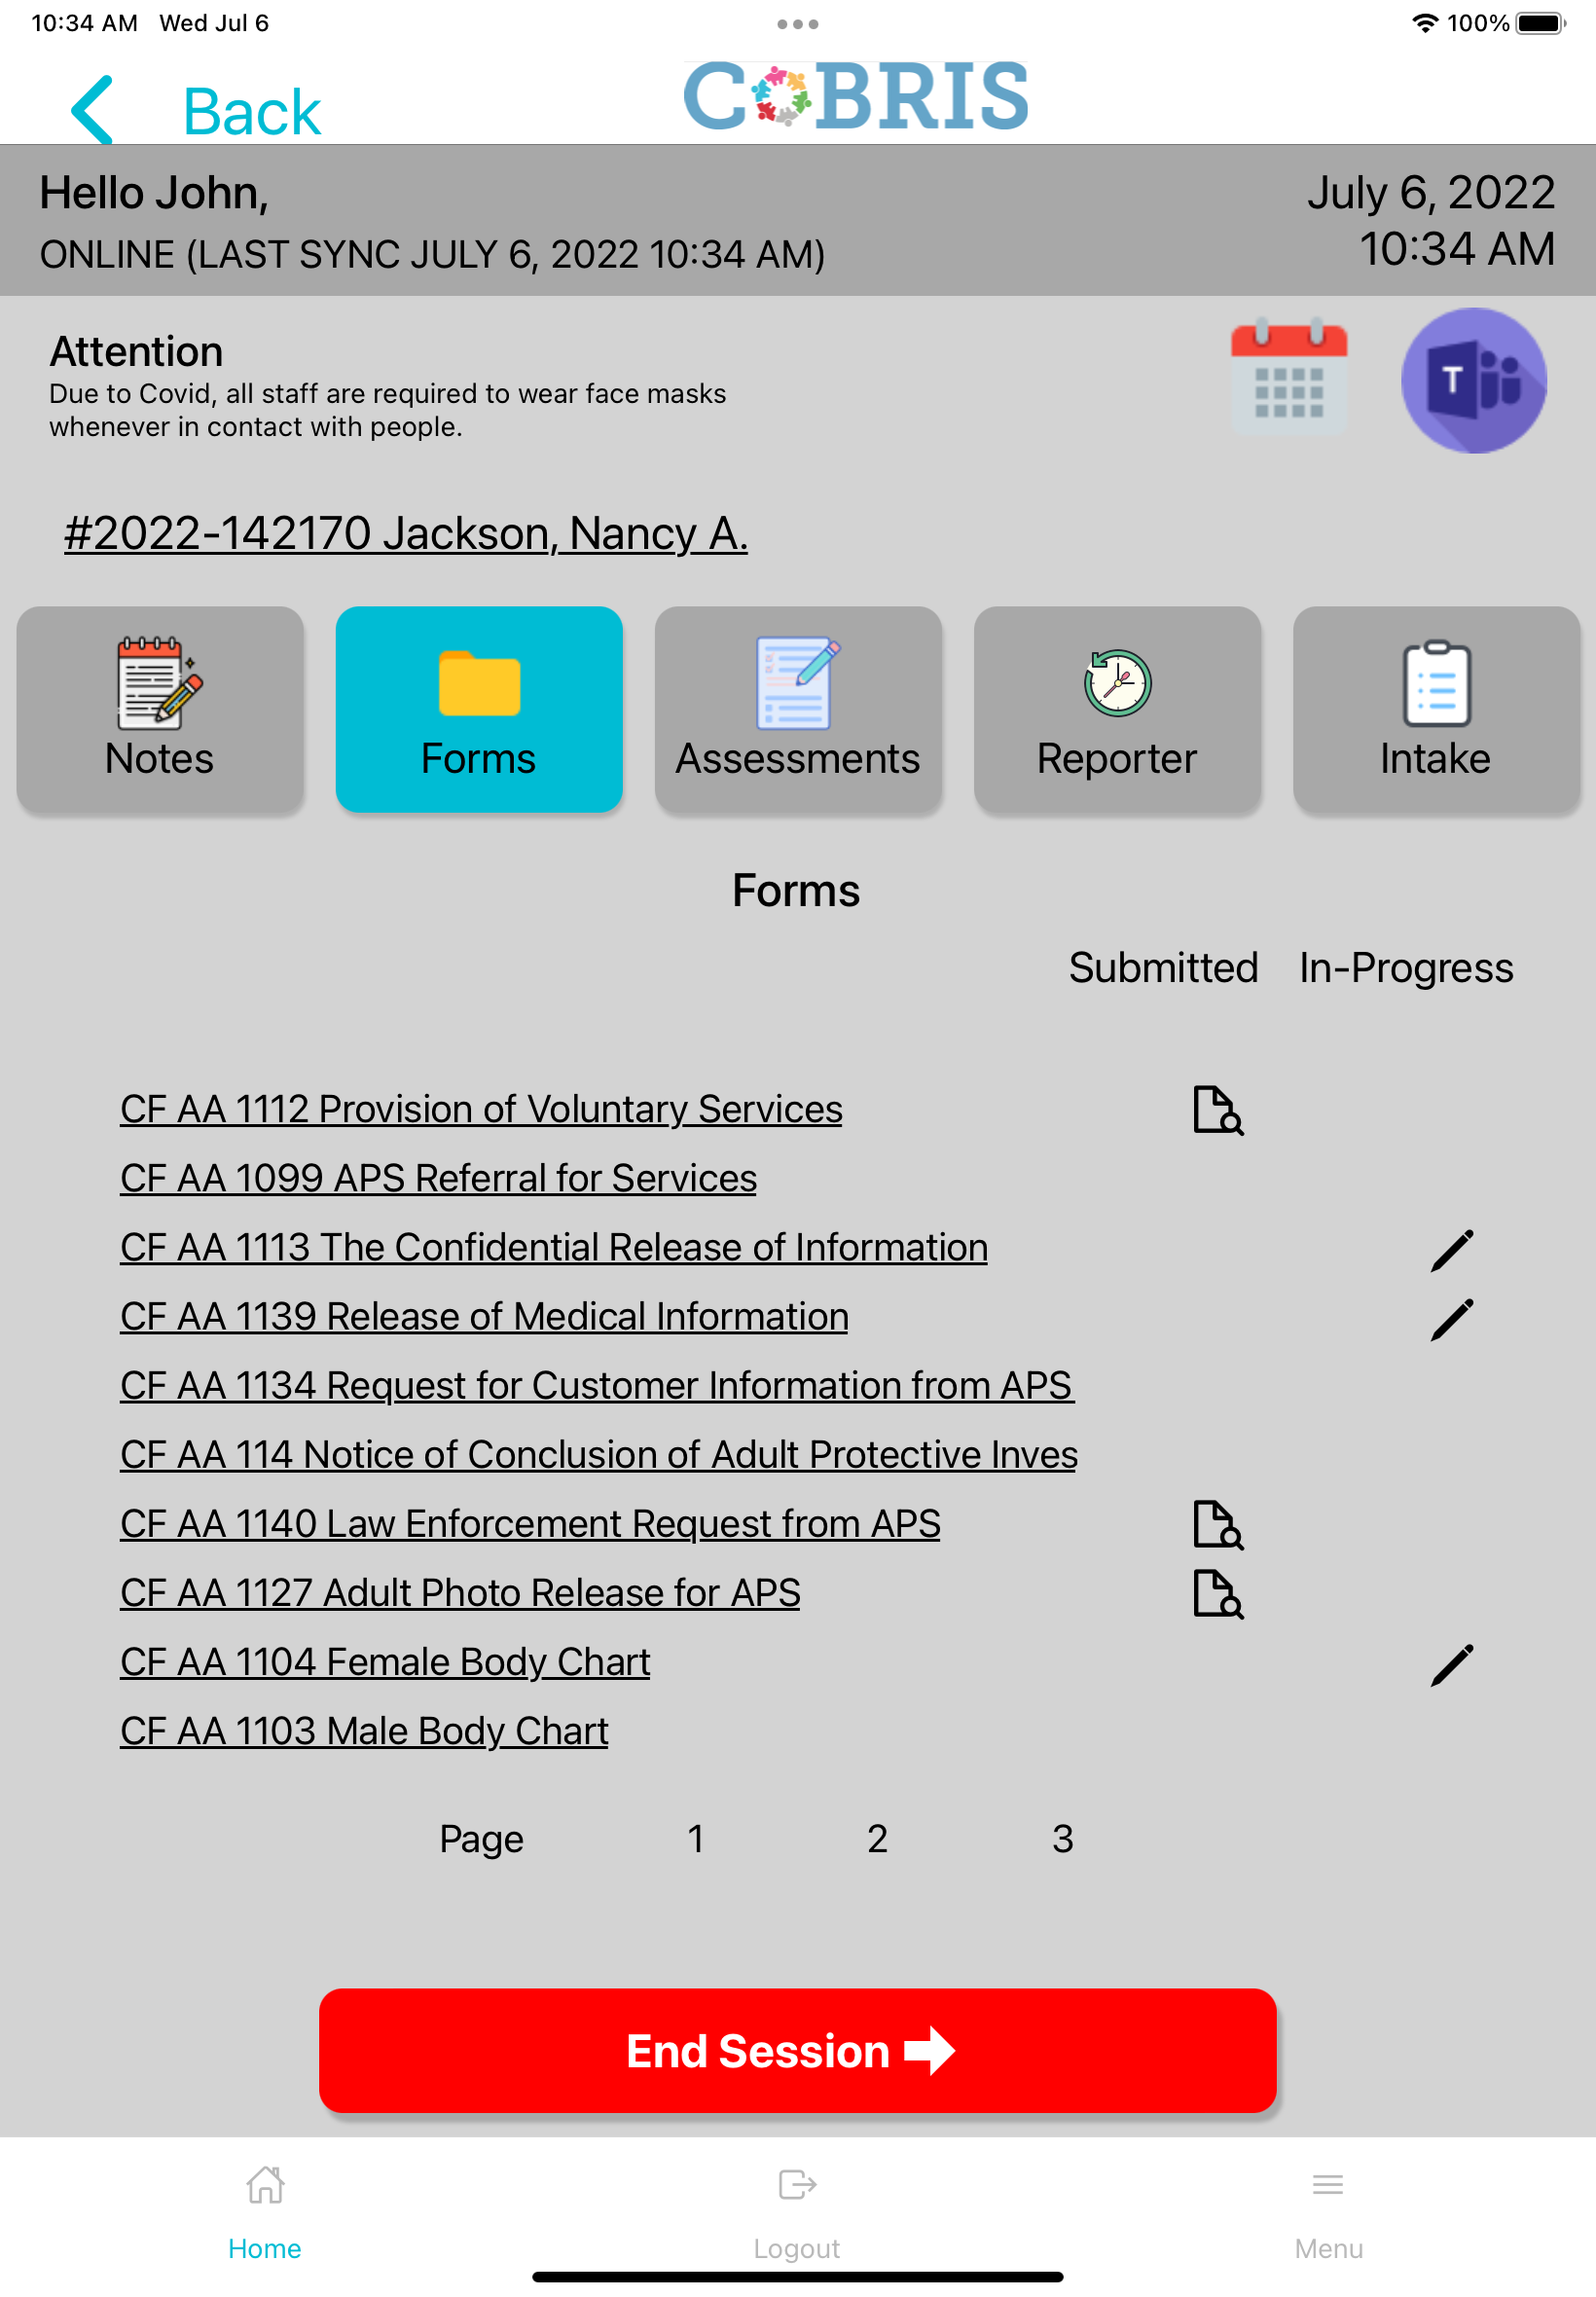 10:34 AM Wed Jul 6
100%
Back
COBRIS
Hello John,
July 6, 2022
ONLINE (LAST SYNC JULY 6, 2022 10:34 AM)
10:34 AM
Attention
Due to Covid, all staff are required to wear face masks
whenever in contact with people.
T
#2022-142170 Jackson, Nancy A.
Notes
Forms
Assessments
Reporter
Intake
Forms
Submitted In-Progress
CF AA 1112 Provision of Voluntary Services
CF AA 1099 APS Referral for Services
CF AA 1113 The Confidential Release of Information
CF AA 1139 Release of Medical Information
CF AA 1134 Request for Customer Information from APS
CF AA 114 Notice of Conclusion of Adult Protective Inves
CF AA 1140 Law Enforcement Request from APS
CF AA 1127 Adult Photo Release for APS
CF AA 1104 Female Body Chart
CF AA 1103 Male Body Chart
Page 1 2 3
End Session
Home
Logout
Menu